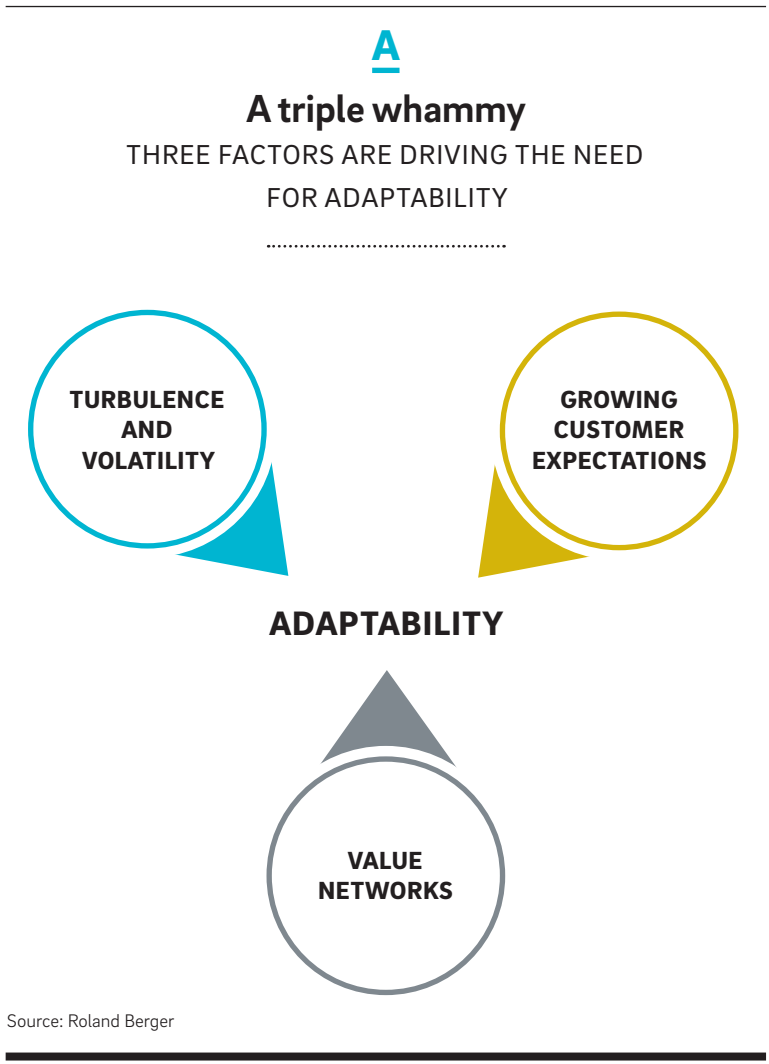 A
A triple whammy
THREE FACTORS ARE DRIVING THE NEED
FOR ADAPTABILITY
TURBULENCE
AND
VOLATILITY
GROWING
CUSTOMER
EXPECTATIONS
ADAPTABILITY
VALUE
NETWORKS
Source: Roland Berger